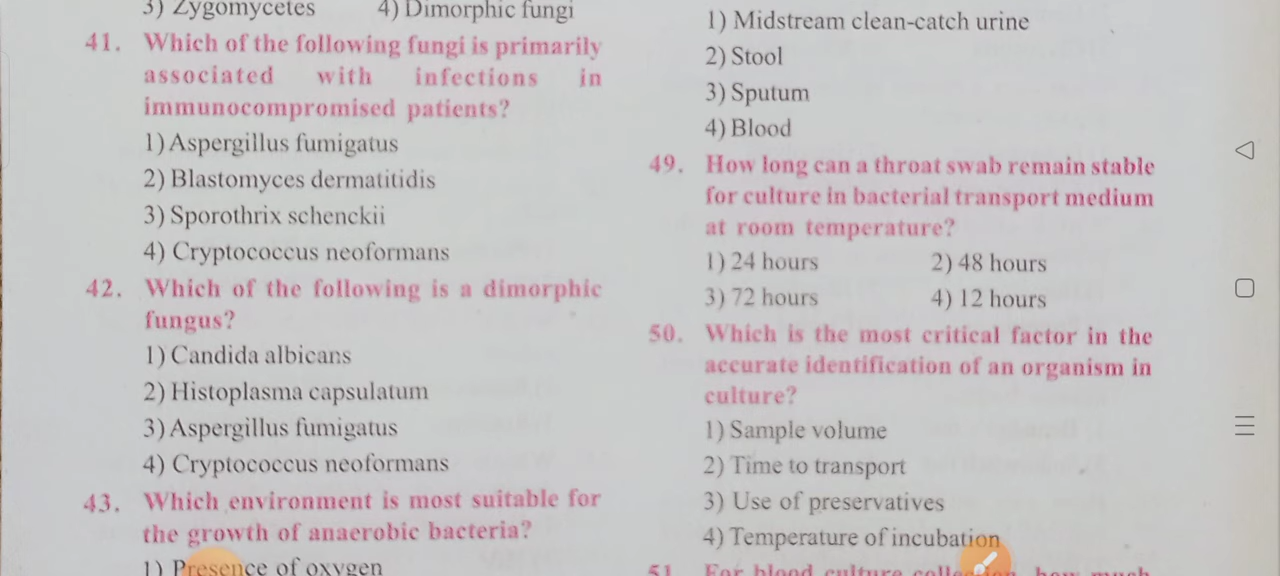 3) Zygomycetes 4) Dimorphic fungi
41. Which of the following fungi is primarily
associated with infections in
immunocompromised patients?
1) Aspergillus fumigatus
2) Blastomyces dermatitidis
3) Sporothrix schenckii
4) Cryptococcus neoformans
42. Which of the following is a dimorphic
fungus?
1) Candida albicans
2) Histoplasma capsulatum
3) Aspergillus fumigatus
4) Cryptococcus neoformans
43. Which environment is most suitable for
the growth of anaerobic bacteria?
1) Presence of oxygen
1) Midstream clean-catch urine
2) Stool
3) Sputum
4) Blood
49. How long can a throat swab remain stable
for culture in bacterial transport medium
at room temperature?
1) 24 hours 2) 48 hours
3) 72 hours 4) 12 hours
50. Which is the most critical factor in the
accurate identification of an organism in
culture?
1) Sample volume
2) Time to transport
3) Use of preservatives
4) Temperature of incubation
51. For blood culture collection, how much